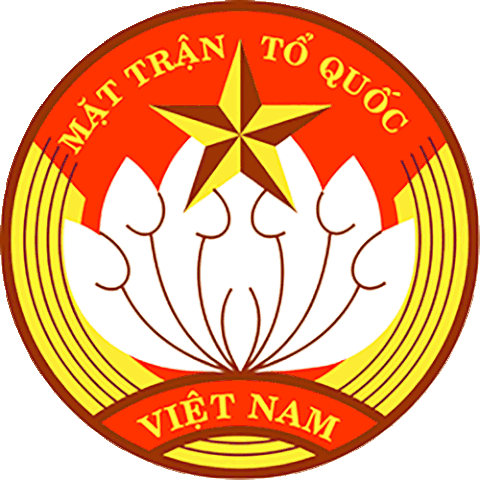 MẶT TRẬN TỔ QUỐC
VIỆT NAM